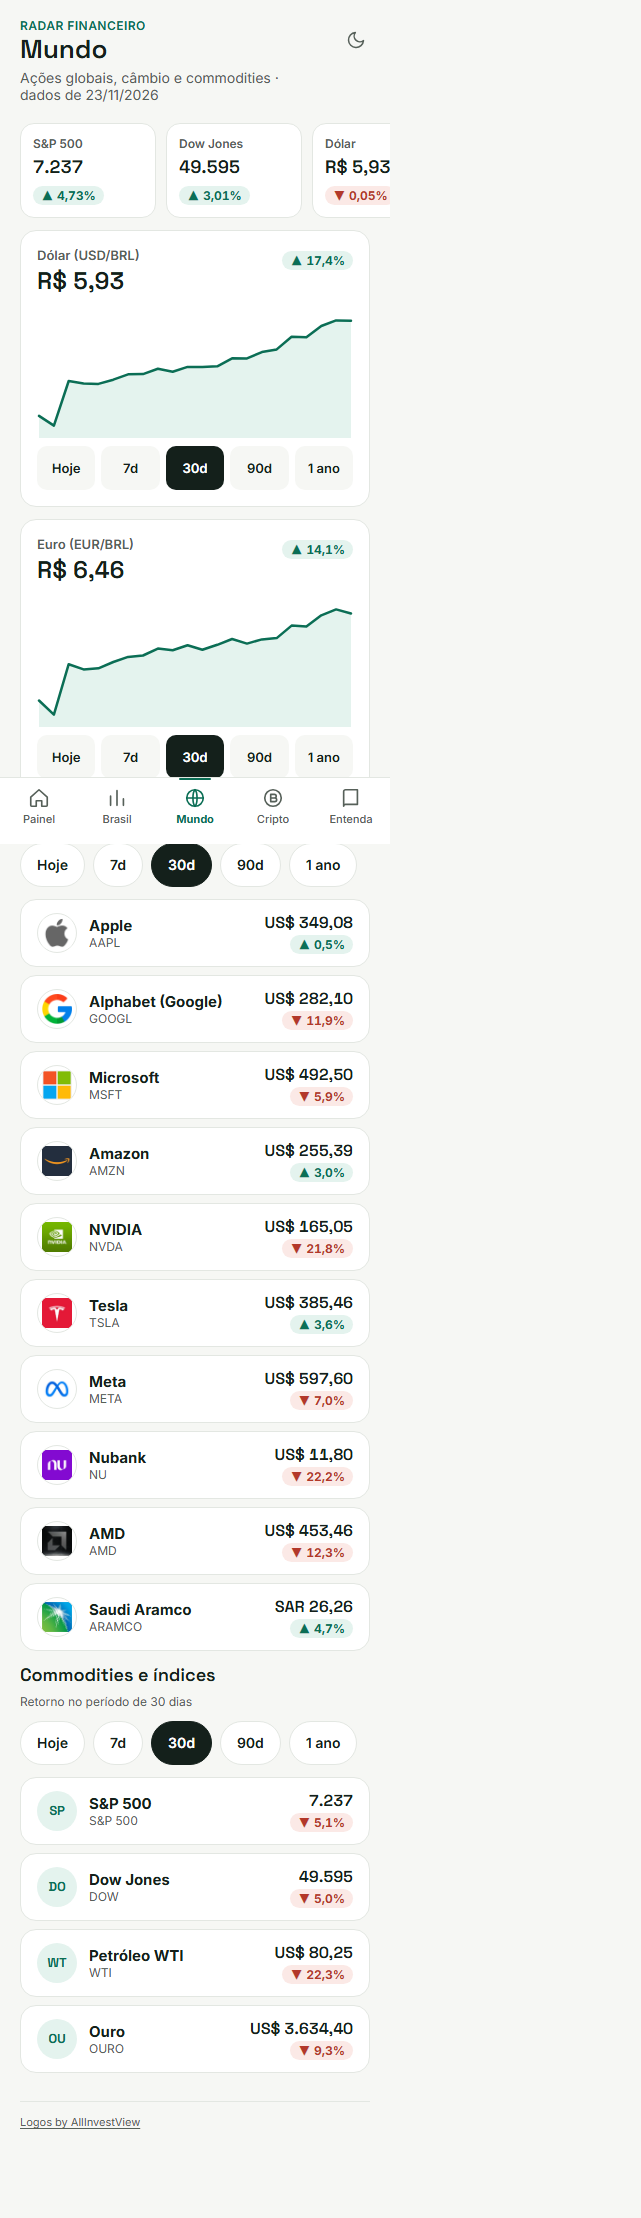 RADAR FINANCEIRO
Mundo
Ações globais, câmbio e commodities ·
dados de 23/11/2026
S&P 500
7.237
▲ 4,73%
Dow Jones
49.595
▲ 3,01%
Dólar
R$ 5,93
▼ 0,05%
Dólar (USD/BRL)
R$ 5,93
▲ 17,4%
Hoje 7d 30d 90d 1 ano
Euro (EUR/BRL)
R$ 6,46
▲ 14,1%
Hoje 7d 30d 90d 1 ano
Painel Brasil Mundo Cripto Entenda
Hoje 7d 30d 90d 1 ano
Apple
AAPL
US$ 349,08
▲ 0,5%
Alphabet (Google)
GOOGL
US$ 282,10
▼ 11,9%
Microsoft
MSFT
US$ 492,50
▼ 5,9%
Amazon
AMZN
US$ 255,39
▲ 3,0%
NVIDIA
NVDA
US$ 165,05
▼ 21,8%
Tesla
TSLA
US$ 385,46
▲ 3,6%
Meta
META
US$ 597,60
▼ 7,0%
nu
Nubank
NU
US$ 11,80
▼ 22,2%
AMD
AMD
US$ 453,46
▼ 12,3%
Saudi Aramco
ARAMCO
SAR 26,26
▲ 4,7%
Commodities e índices
Retorno no período de 30 dias
Hoje 7d 30d 90d 1 ano
SP
S&P 500
S&P 500
7.237
▼ 5,1%
DO
Dow Jones
DOW
49.595
▼ 5,0%
WT
Petróleo WTI
WTI
US$ 80,25
▼ 22,3%
OU
Ouro
OURO
US$ 3.634,40
▼ 9,3%
Logos by AllInvestView